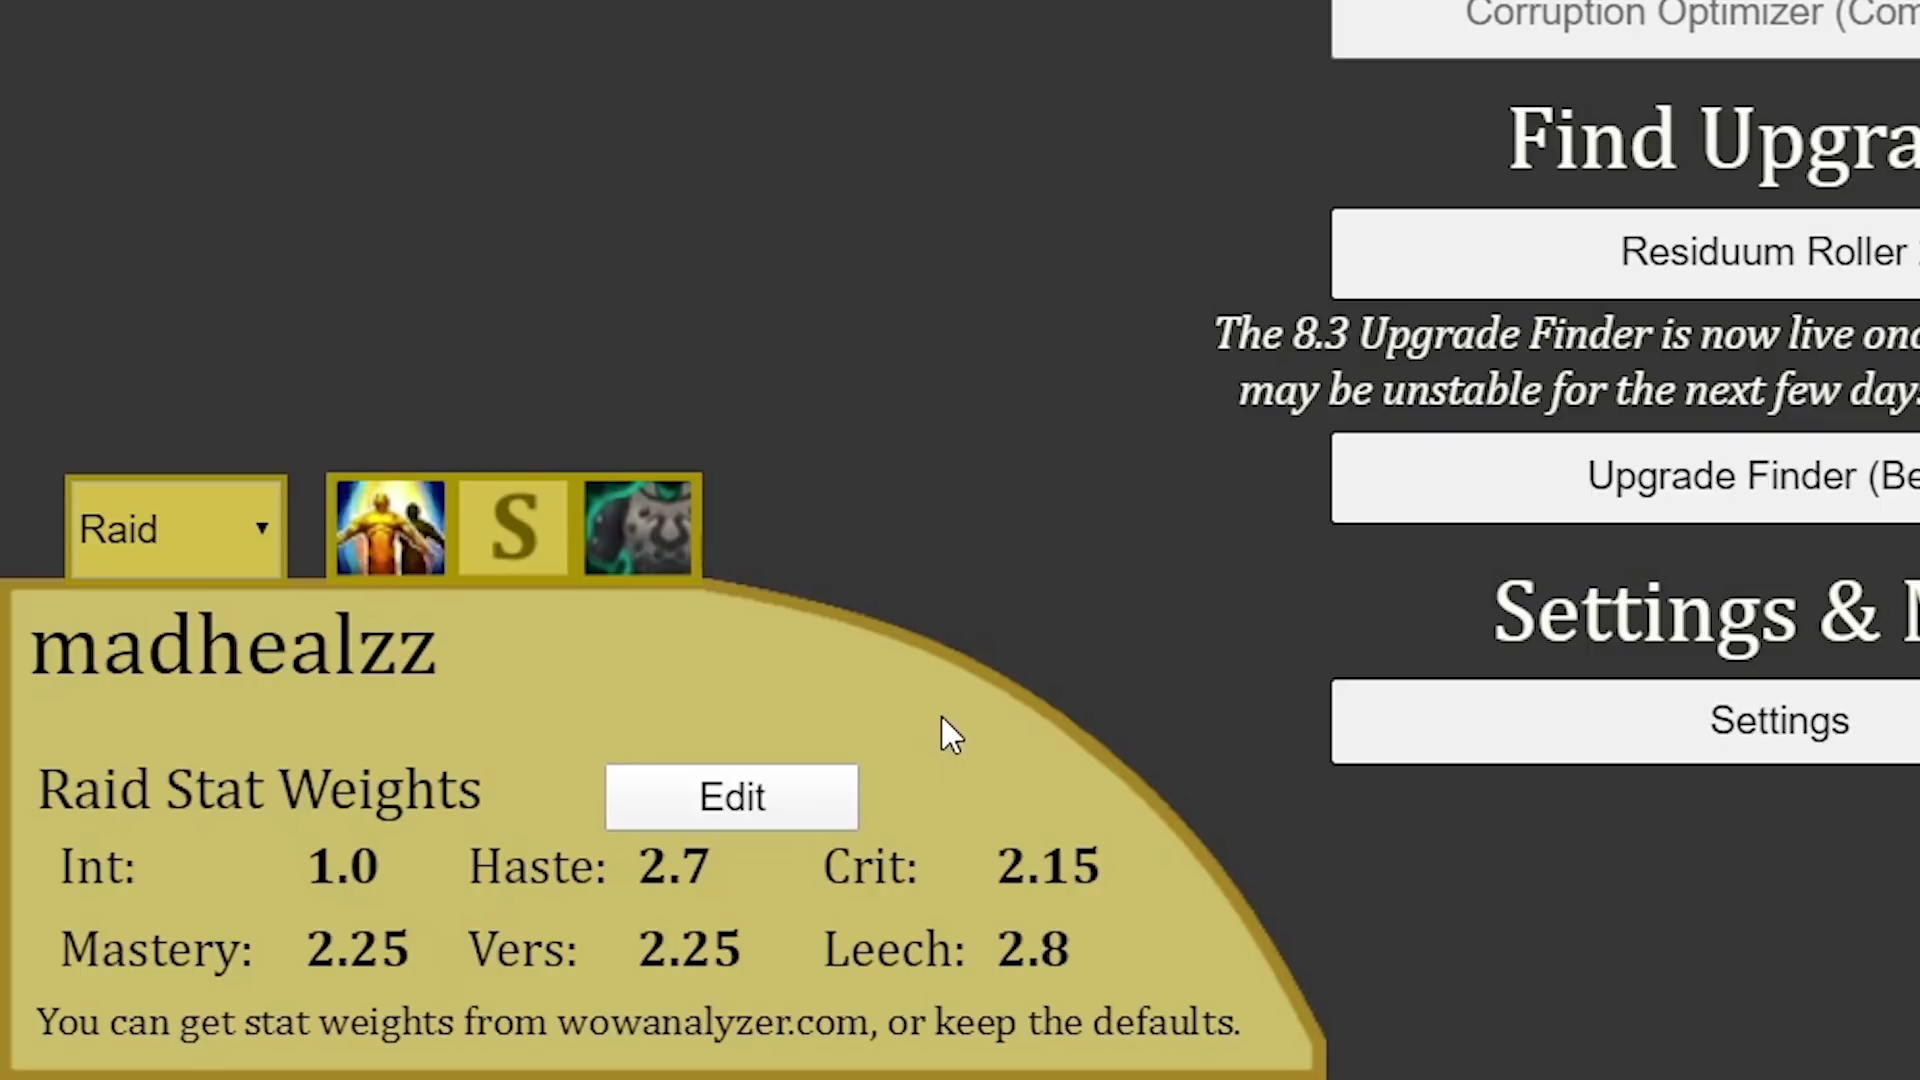 Corruption Optimizer (Com
Find Upgra
Residuum Roller
The 8.3 Upgrade Finder is now live onc
may be unstable for the next few days
Upgrade Finder (Be
Settings & M
Settings
Raid
S
madhealzz
Raid Stat Weights
Edit
Int: 1.0 Haste: 2.7 Crit: 2.15
Mastery: 2.25 Vers: 2.25 Leech: 2.8
You can get stat weights from wowanalyzer.com, or keep the defaults.